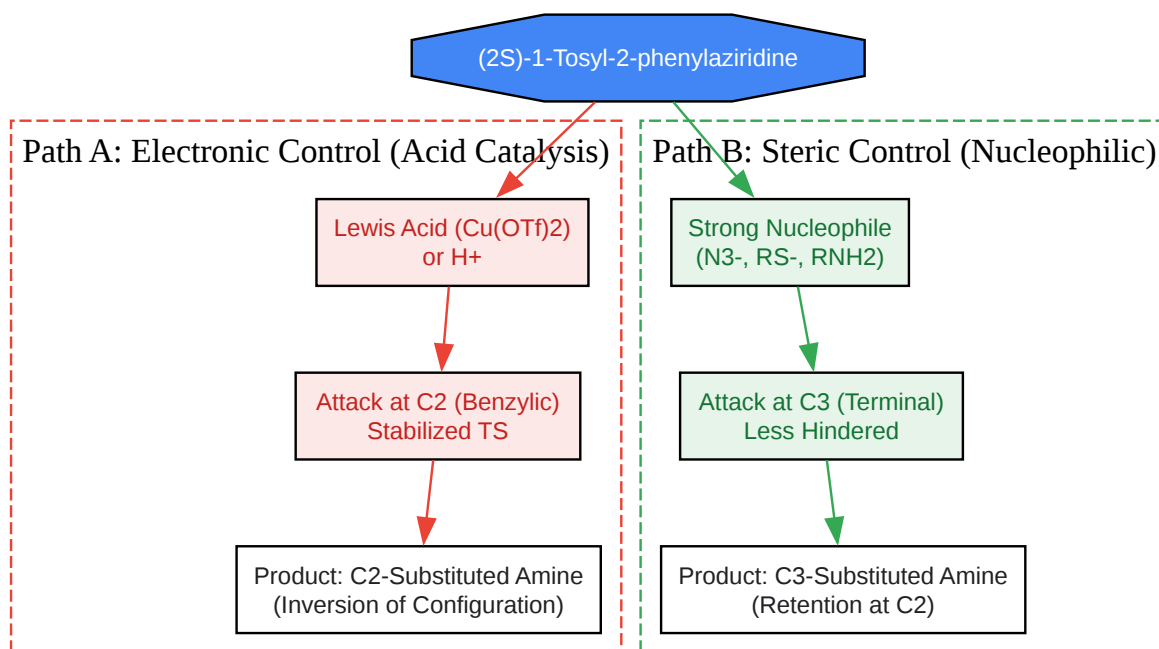 (2S)-1-Tosyl-2-phenylaziridine
Path A: Electronic Control (Acid Catalysis)
Path B: Steric Control (Nucleophilic)
Lewis Acid (Cu(OTf)2)
or H+
Strong Nucleophile
(N3-, RS-, RNH2)
Attack at C2 (Benzylic)
Stabilized TS
Attack at C3 (Terminal)
Less Hindered
Product: C2-Substituted Amine
(Inversion of Configuration)
Product: C3-Substituted Amine
(Retention at C2)